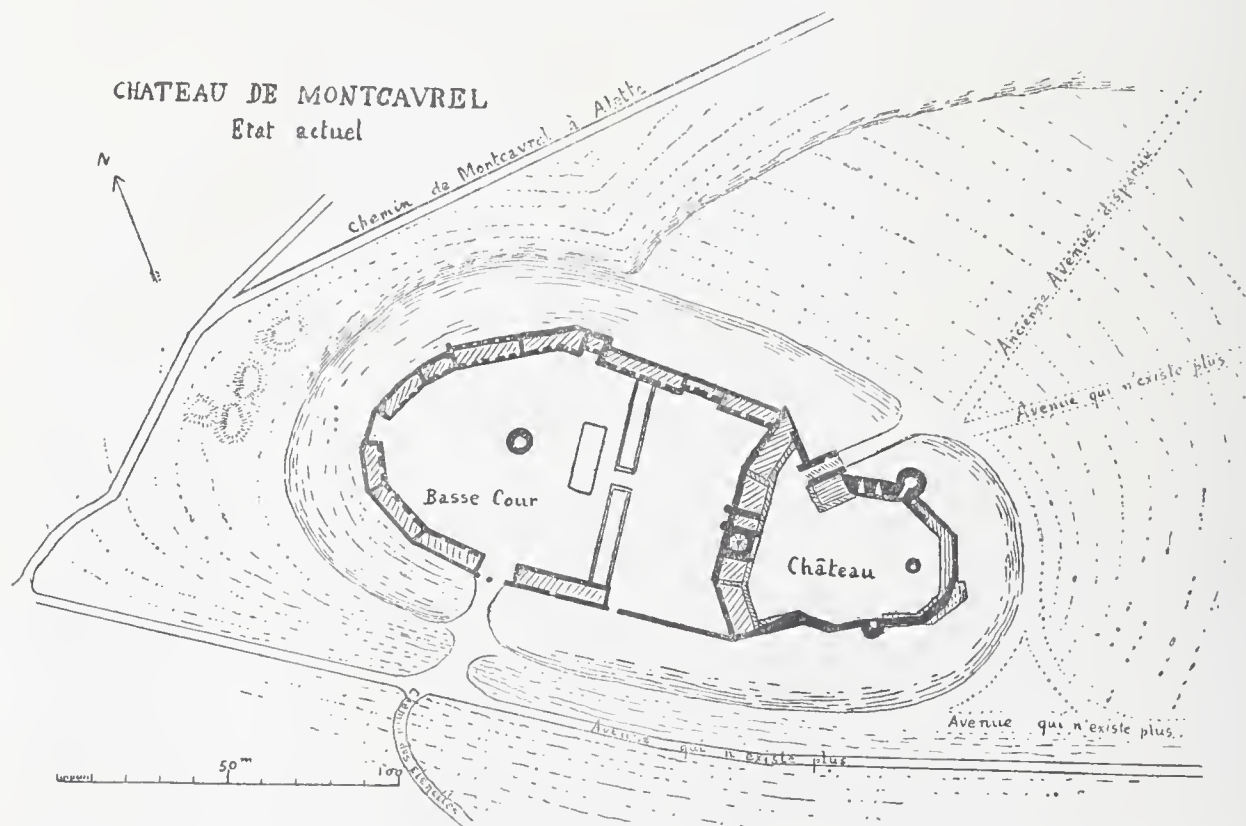 CHATEAU DE MONTCAVREL
Etat actuel
N
Chemin de Montcavrel à Alette
Ancienne Avenue disparue
Avenue qui n'existe plus
Basse Cour
Château
Avenue qui n'existe plus
Avenue qui n'existe plus
50m
100